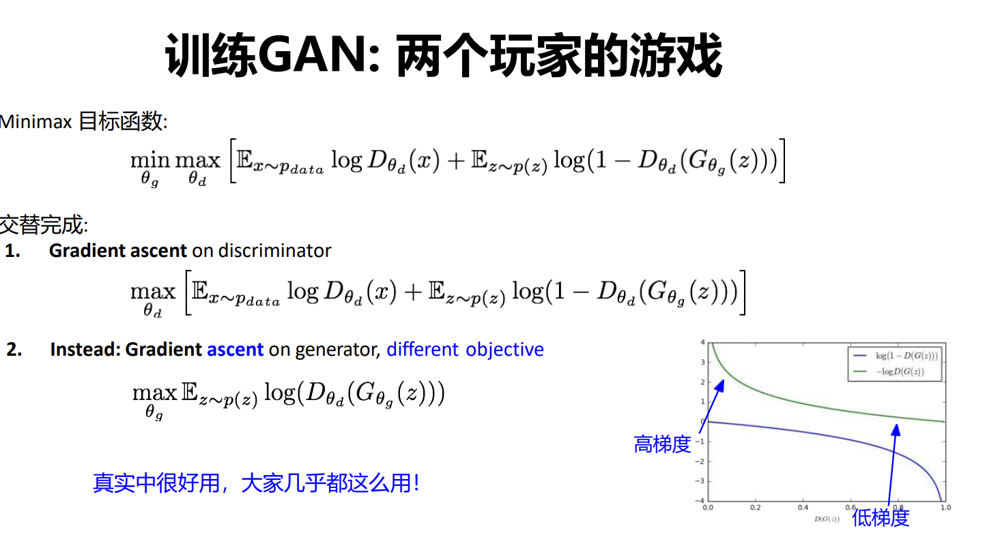 训练GAN: 两个玩家的游戏
Minimax 目标函数:
$\min_{\theta_g} \max_{\theta_d} \left[ \mathbb{E}_{x\sim p_{data}} \log D_{\theta_d}(x) + \mathbb{E}_{z\sim p(z)} \log(1 - D_{\theta_d}(G_{\theta_g}(z))) \right]$
交替完成:
1. Gradient ascent on discriminator
$\max_{\theta_d} \left[ \mathbb{E}_{x\sim p_{data}} \log D_{\theta_d}(x) + \mathbb{E}_{z\sim p(z)} \log(1 - D_{\theta_d}(G_{\theta_g}(z))) \right]$
2. Instead: Gradient ascent on generator, different objective
$\max_{\theta_g} \mathbb{E}_{z\sim p(z)} \log(D_{\theta_d}(G_{\theta_g}(z)))$
真实中很好用，大家几乎都这么用！
log(1 − D(G(z)))
−logD(G(z))
4
3
2
1
0
−1
−2
−3
−4
高梯度
0.0 0.2 0.4 0.6 0.8 1.0
D(G(z))
低梯度